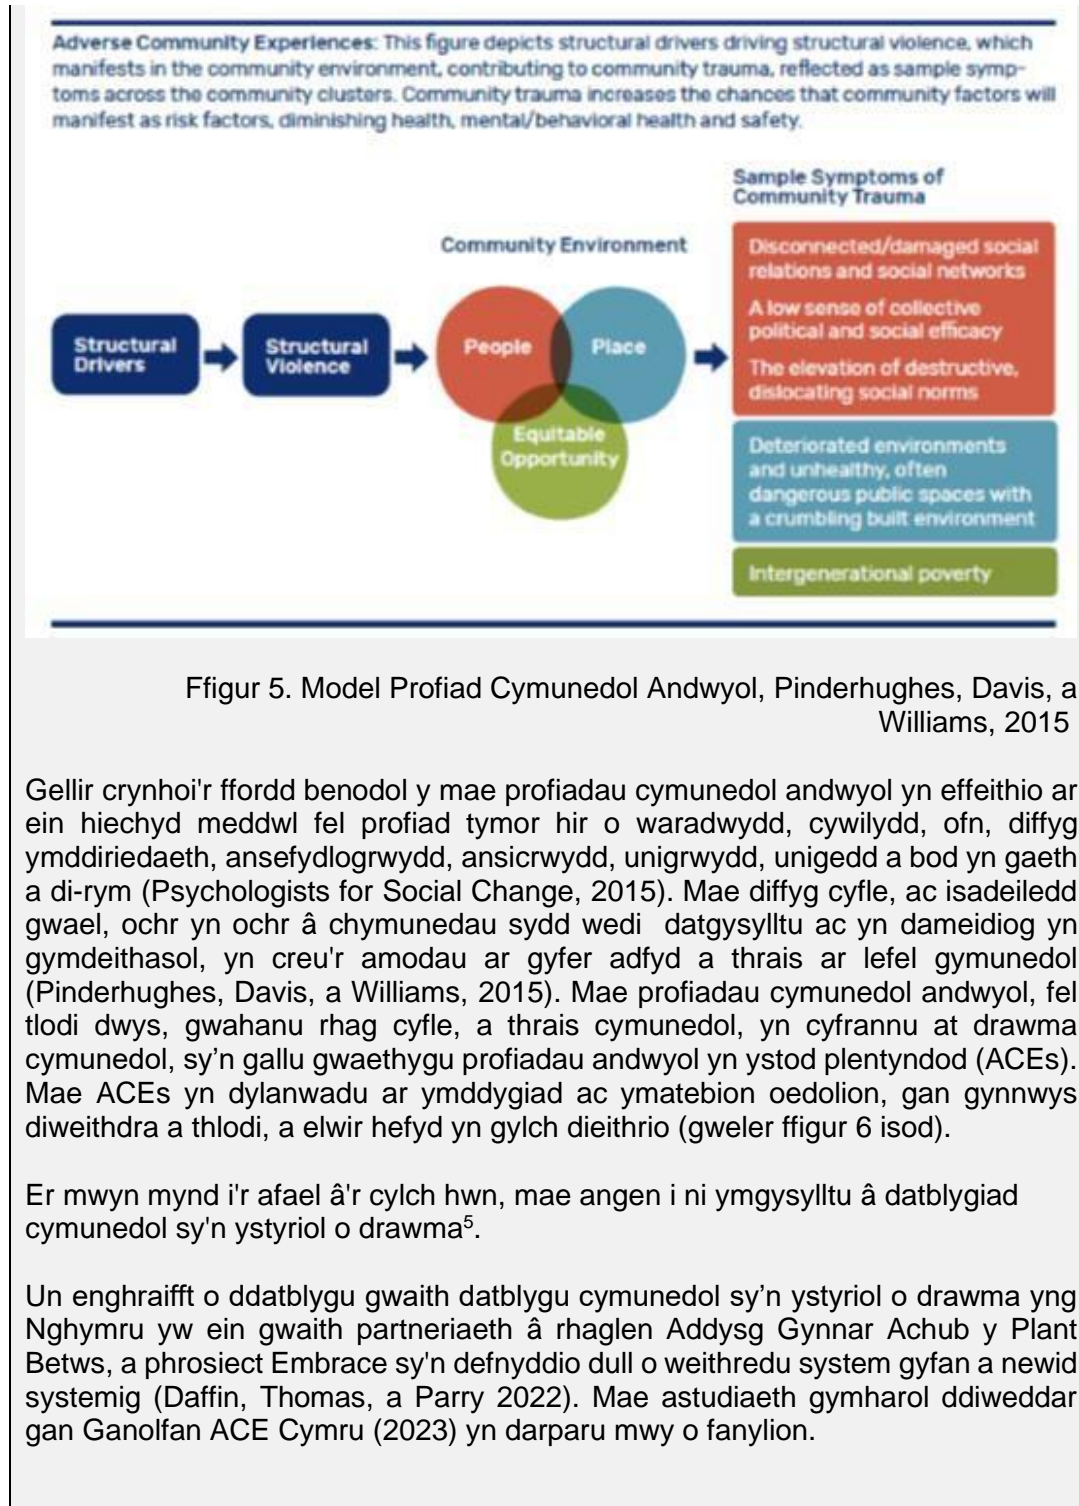 Adverse Community Experiences: This figure depicts structural drivers driving structural violence, which
manifests in the community environment, contributing to community trauma, reflected as sample symp-
toms across the community clusters. Community trauma increases the chances that community factors will
manifest as risk factors, diminishing health, mental/behavioral health and safety.
Structural
Drivers
Structural
Violence
Community Environment
People
Place
Equitable
Opportunity
Sample Symptoms of
Community Trauma
Disconnected/damaged social
relations and social networks
A low sense of collective
political and social efficacy
The elevation of destructive,
dislocating social norms
Deteriorated environments
and unhealthy, often
dangerous public spaces with
a crumbling built environment
Intergenerational poverty
Ffigur 5. Model Profiad Cymunedol Andwyol, Pinderhughes, Davis, a
Williams, 2015
Gellir crynhoi'r ffordd benodol y mae profiadau cymunedol andwyol yn effeithio ar
ein hiechyd meddwl fel profiad tymor hir o waradwydd, cywilydd, ofn, diffyg
ymddiriedaeth, ansefydlogrwydd, ansicrwydd, unigrwydd, unigedd a bod yn gaeth
a di-rym (Psychologists for Social Change, 2015). Mae diffyg cyfle, ac isadeiledd
gwael, ochr yn ochr â chymunedau sydd wedi datgysylltu ac yn dameidiog yn
gymdeithasol, yn creu'r amodau ar gyfer adfyd a thrais ar lefel gymunedol
(Pinderhughes, Davis, a Williams, 2015). Mae profiadau cymunedol andwyol, fel
tlodi dwys, gwahanu rhag cyfle, a thrais cymunedol, yn cyfrannu at drawma
cymunedol, sy'n gallu gwaethygu profiadau andwyol yn ystod plentyndod (ACEs).
Mae ACEs yn dylanwadu ar ymddygiad ac ymatebion oedolion, gan gynnwys
diweithdra a thlodi, a elwir hefyd yn gylch dieithrio (gweler ffigur 6 isod).
Er mwyn mynd i'r afael â'r cylch hwn, mae angen i ni ymgysylltu â datblygiad
cymunedol sy'n ystyriol o drawma⁵.
Un enghraifft o ddatblygu gwaith datblygu cymunedol sy'n ystyriol o drawma yng
Nghymru yw ein gwaith partneriaeth â rhaglen Addysg Gynnar Achub y Plant
Betws, a phrosiect Embrace sy'n defnyddio dull o weithredu system gyfan a newid
systemig (Daffin, Thomas, a Parry 2022). Mae astudiaeth gymharol ddiweddar
gan Ganolfan ACE Cymru (2023) yn darparu mwy o fanylion.